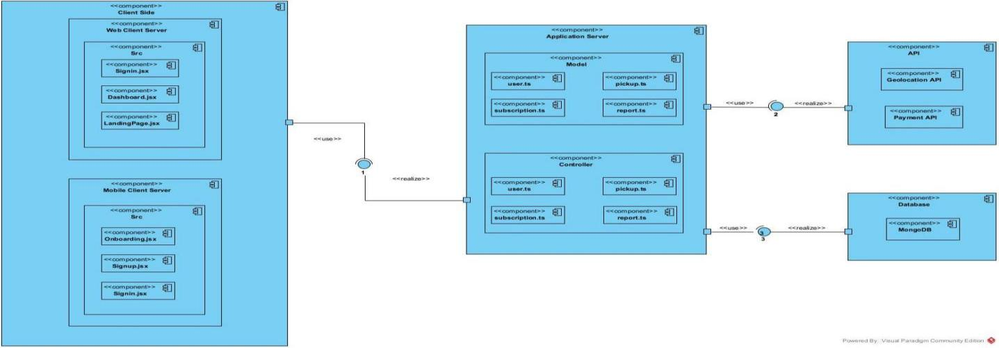 <<component>>
Client Side
<<component>>
Web Client Server
<<component>>
Src
<<component>>
Signin.jsx
<<component>>
Dashboard.jsx
<<component>>
LandingPage.jsx
<<component>>
Mobile Client Server
<<component>>
Src
<<component>>
Onboarding.jsx
<<component>>
Signup.jsx
<<component>>
Signin.jsx
<<use>>
1
<<realize>>
<<component>>
Application Server
<<component>>
Model
<<component>>
user.ts
<<component>>
pickup.ts
<<component>>
subscription.ts
<<component>>
report.ts
<<component>>
Controller
<<component>>
user.ts
<<component>>
pickup.ts
<<component>>
subscription.ts
<<component>>
report.ts
<<use>>
2
<<realize>>
<<use>>
3
3
<<realize>>
<<component>>
API
<<component>>
Geolocation API
<<component>>
Payment API
<<component>>
Database
<<component>>
MongoDB
Powered By Visual Paradigm Community Edition